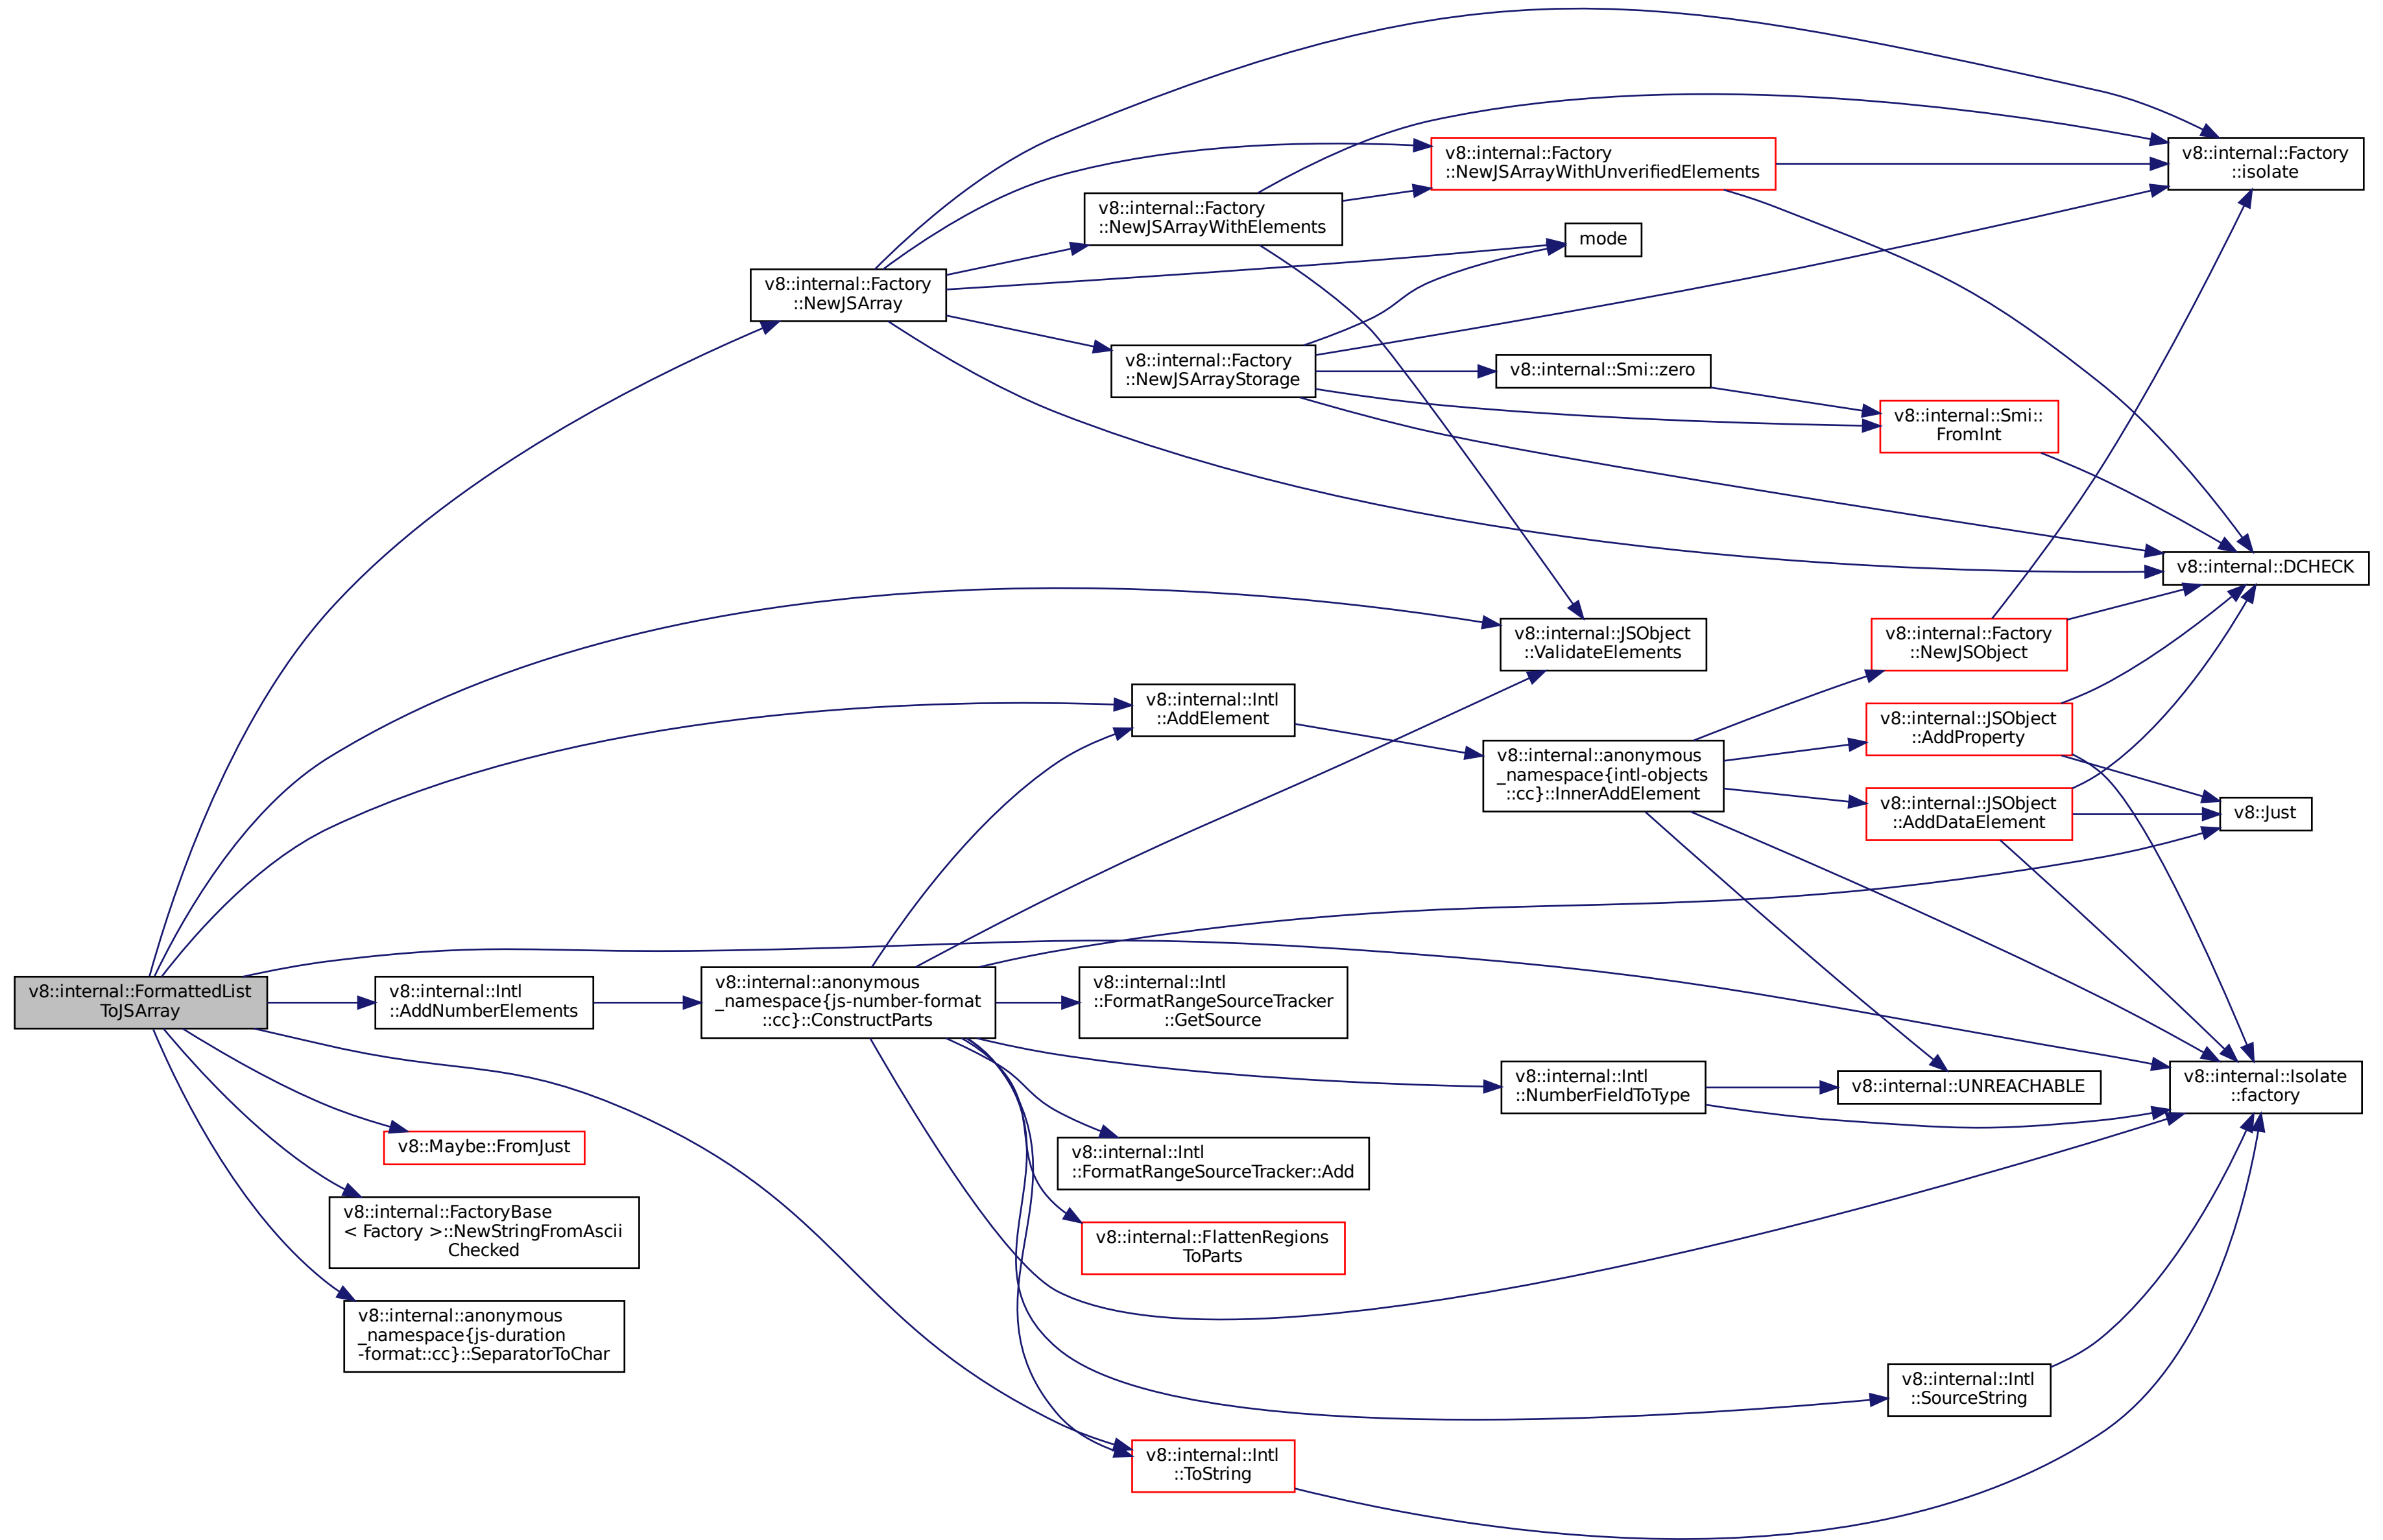 v8::internal::FormattedList
ToJSArray
v8::internal::Factory
::NewJSArray
v8::internal::Factory
::NewJSArrayWithElements
v8::internal::Factory
::NewJSArrayStorage
v8::internal::Factory
::NewJSArrayWithUnverifiedElements
mode
v8::internal::Smi::zero
v8::internal::Smi::
FromInt
v8::internal::Factory
::isolate
v8::internal::DCHECK
v8::internal::JSObject
::ValidateElements
v8::internal::Intl
::AddElement
v8::internal::anonymous
_namespace{intl-objects
::cc}::InnerAddElement
v8::internal::Factory
::NewJSObject
v8::internal::JSObject
::AddProperty
v8::internal::JSObject
::AddDataElement
v8::Just
v8::internal::Intl
::AddNumberElements
v8::internal::anonymous
_namespace{js-number-format
::cc}::ConstructParts
v8::internal::Intl
::FormatRangeSourceTracker
::GetSource
v8::internal::Intl
::NumberFieldToType
v8::internal::UNREACHABLE
v8::internal::Isolate
::factory
v8::Maybe::FromJust
v8::internal::Intl
::FormatRangeSourceTracker::Add
v8::internal::FactoryBase
< Factory >::NewStringFromAscii
Checked
v8::internal::FlattenRegions
ToParts
v8::internal::anonymous
_namespace{js-duration
-format::cc}::SeparatorToChar
v8::internal::Intl
::SourceString
v8::internal::Intl
::ToString